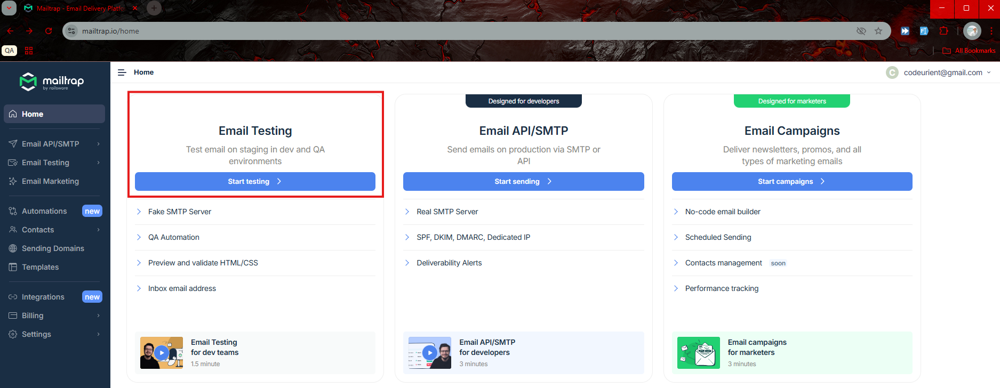 Mailtrap - Email Delivery Platfo
mailtrap.io/home
QA
All Bookmarks
mailtrap
by railsware
Home
Email API/SMTP
Email Testing
Email Marketing
Automations new
Contacts
Sending Domains
Templates
Integrations new
Billing
Settings
Home
C codeurient@gmail.com
Email Testing
Test email on staging in dev and QA
environments
Start testing
Fake SMTP Server
QA Automation
Preview and validate HTML/CSS
Inbox email address
Email Testing
for dev teams
1.5 minute
Designed for developers
Email API/SMTP
Send emails on production via SMTP or
API
Start sending
Real SMTP Server
SPF, DKIM, DMARC, Dedicated IP
Deliverability Alerts
Email API/SMTP
for developers
3 minutes
Designed for marketers
Email Campaigns
Deliver newsletters, promos, and all
types of marketing emails
Start campaigns
No-code email builder
Scheduled Sending
Contacts management soon
Performance tracking
Email campaigns
for marketers
3 minutes